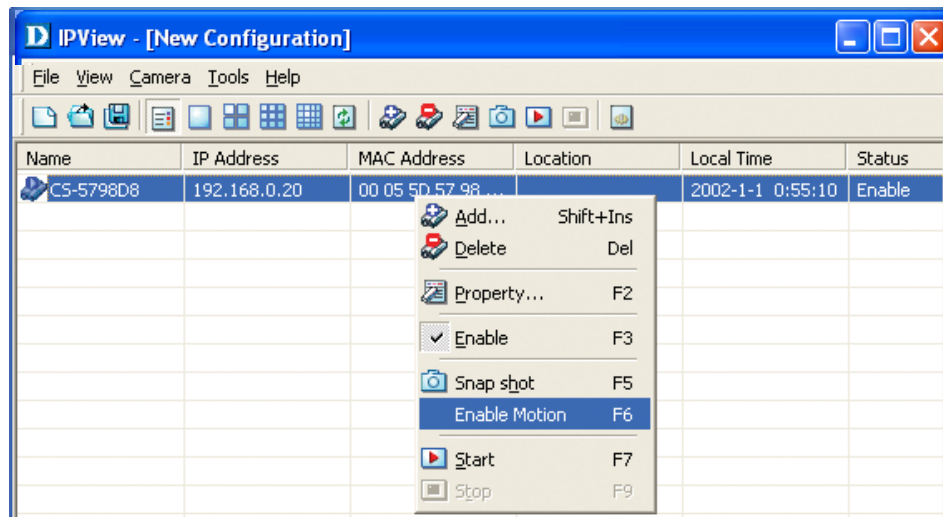 D IPView - [New Configuration]
File View Camera Tools Help
Name IP Address MAC Address Location Local Time Status
CS-5798D8 192.168.0.20 00 05 5D 57 98 ... 2002-1-1 0:55:10 Enable
Add... Shift+Ins
Delete Del
Property... F2
Enable F3
Snap shot F5
Enable Motion F6
Start F7
Stop F9